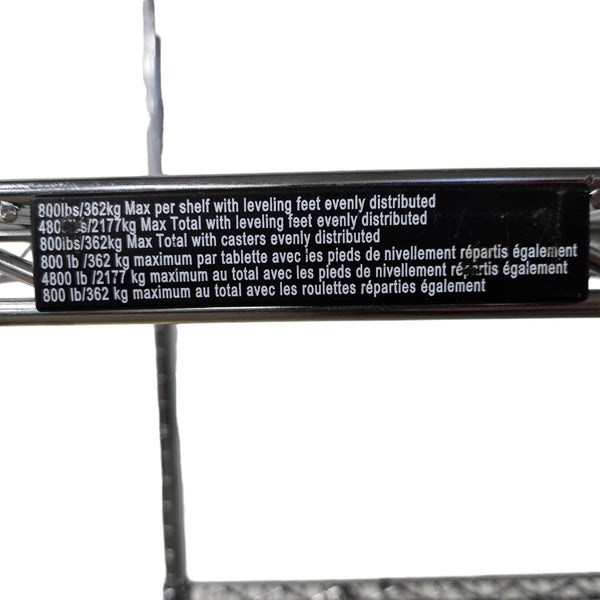 800lbs/362kg Max per shelf with leveling feet evenly distributed
/2177kg Max Total with leveling feet evenly distributed
800lbs/362kg Max Total with casters evenly distributed
800 lb /362 kg maximum par tablette avec les pieds de nivellement répartis également
4800 lb /2177 kg maximum au total avec les pieds de nivellement répartis également
800 lb/362 kg maximum au total avec les roulettes réparties également